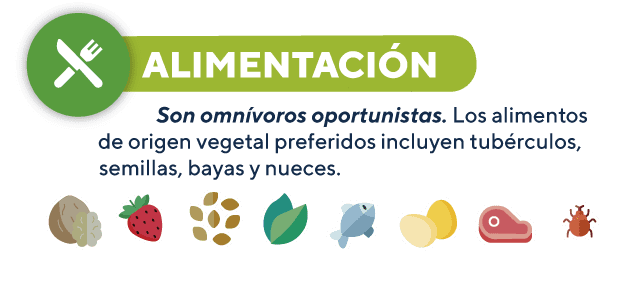 ALIMENTACIÓN
Son omnívoros oportunistas. Los alimentos
de origen vegetal preferidos incluyen tubérculos,
semillas, bayas y nueces.